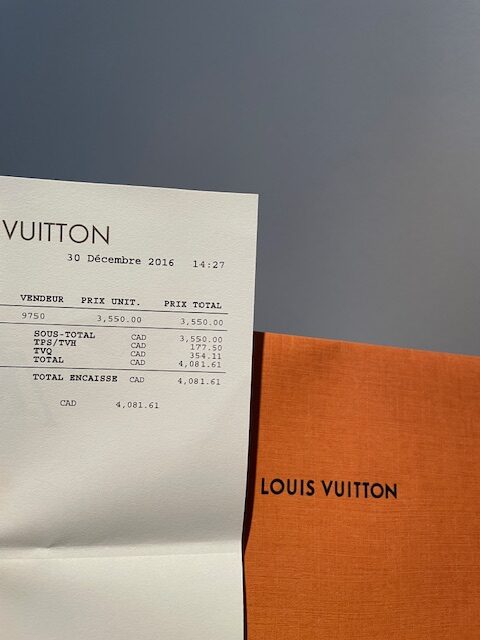 VUITTON
30 Décembre 2016 14:27
VENDEUR PRIX UNIT. PRIX TOTAL
9750 3,550.00 3,550.00
SOUS-TOTAL CAD 3,550.00
TPS/TVH CAD 177.50
TVQ CAD 354.11
TOTAL CAD 4,081.61
TOTAL ENCAISSE CAD 4,081.61
CAD 4,081.61
LOUIS VUITTON